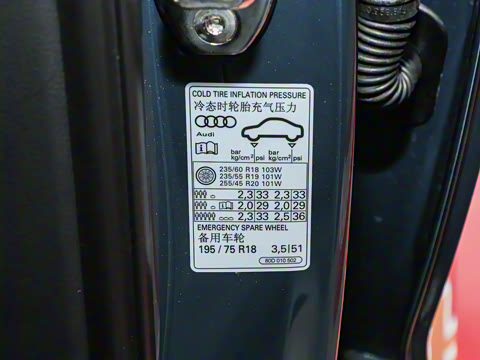 COLD TIRE INFLATION PRESSURE
冷态时轮胎充气压力
Audi
bar kg/cm² psi bar kg/cm² psi
235/60 R18 103W
235/55 R19 101W
255/45 R20 101W
2,3 33 2,3 33
2,0 29 2,0 29
2,3 33 2,5 36
EMERGENCY SPARE WHEEL
备用车轮
195 / 75 R18 3,5 51
80D 010 502